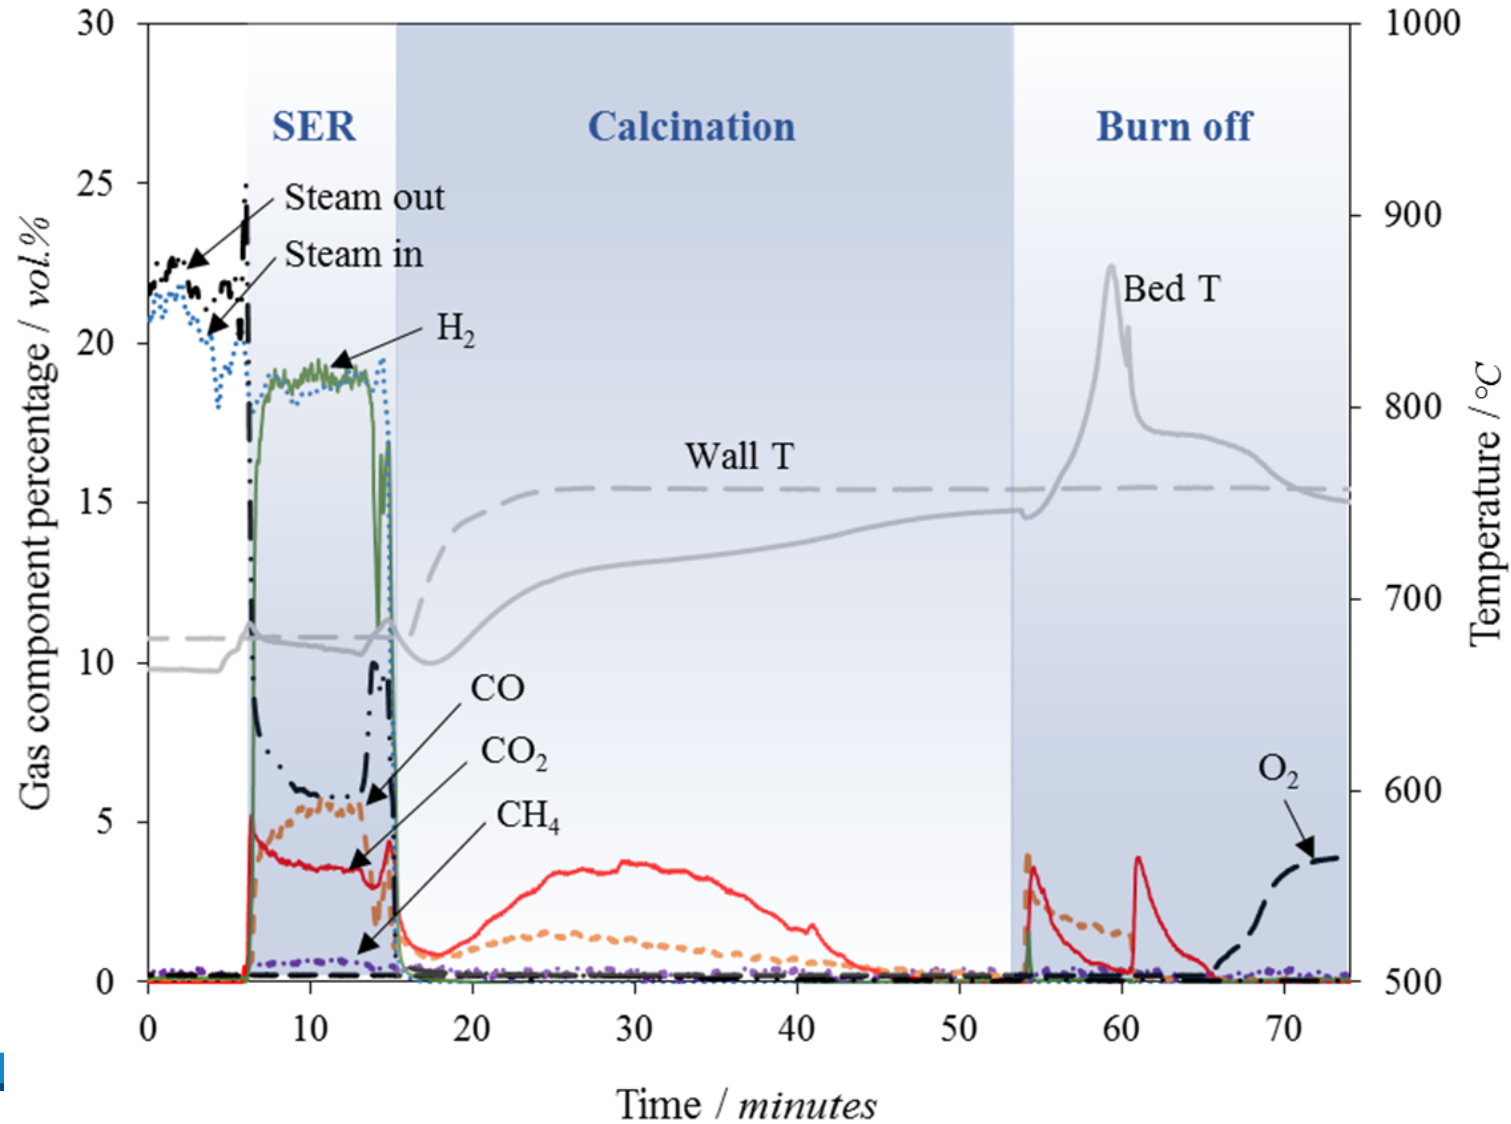 30
25
20
15
10
5
0
Gas component percentage / vol.%
1000
900
800
700
600
500
Temperature / °C
SER
Calcination
Burn off
Steam out
Steam in
H₂
Bed T
Wall T
CO
CO₂
CH₄
O₂
0 10 20 30 40 50 60 70
Time / minutes